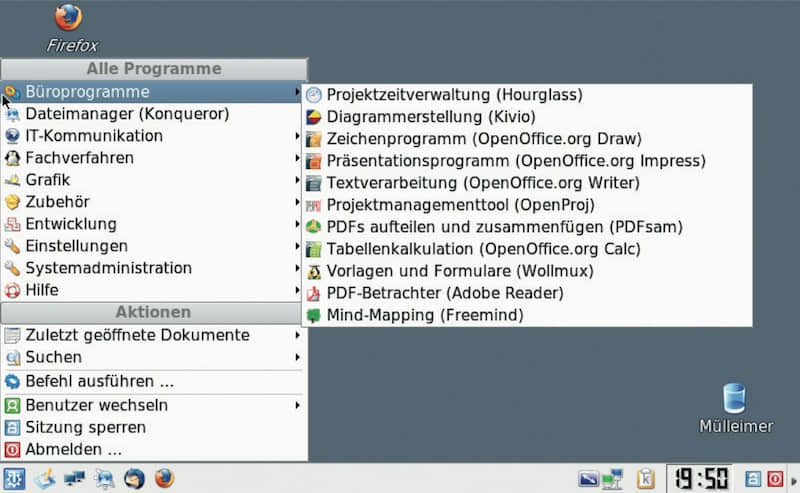 Firefox
Alle Programme
Büroprogramme
Dateimanager (Konqueror)
IT-Kommunikation
Fachverfahren
Grafik
Zubehör
Entwicklung
Einstellungen
Systemadministration
Hilfe
Aktionen
Zuletzt geöffnete Dokumente
Suchen
Befehl ausführen ...
Benutzer wechseln
Sitzung sperren
Abmelden ...
Projektzeitverwaltung (Hourglass)
Diagrammerstellung (Kivio)
Zeichenprogramm (OpenOffice.org Draw)
Präsentationsprogramm (OpenOffice.org Impress)
Textverarbeitung (OpenOffice.org Writer)
Projektmanagementtool (OpenProj)
PDFs aufteilen und zusammenfügen (PDFsam)
Tabellenkalkulation (OpenOffice.org Calc)
Vorlagen und Formulare (Wollmux)
PDF-Betrachter (Adobe Reader)
Mind-Mapping (Freemind)
Mülleimer
19:50